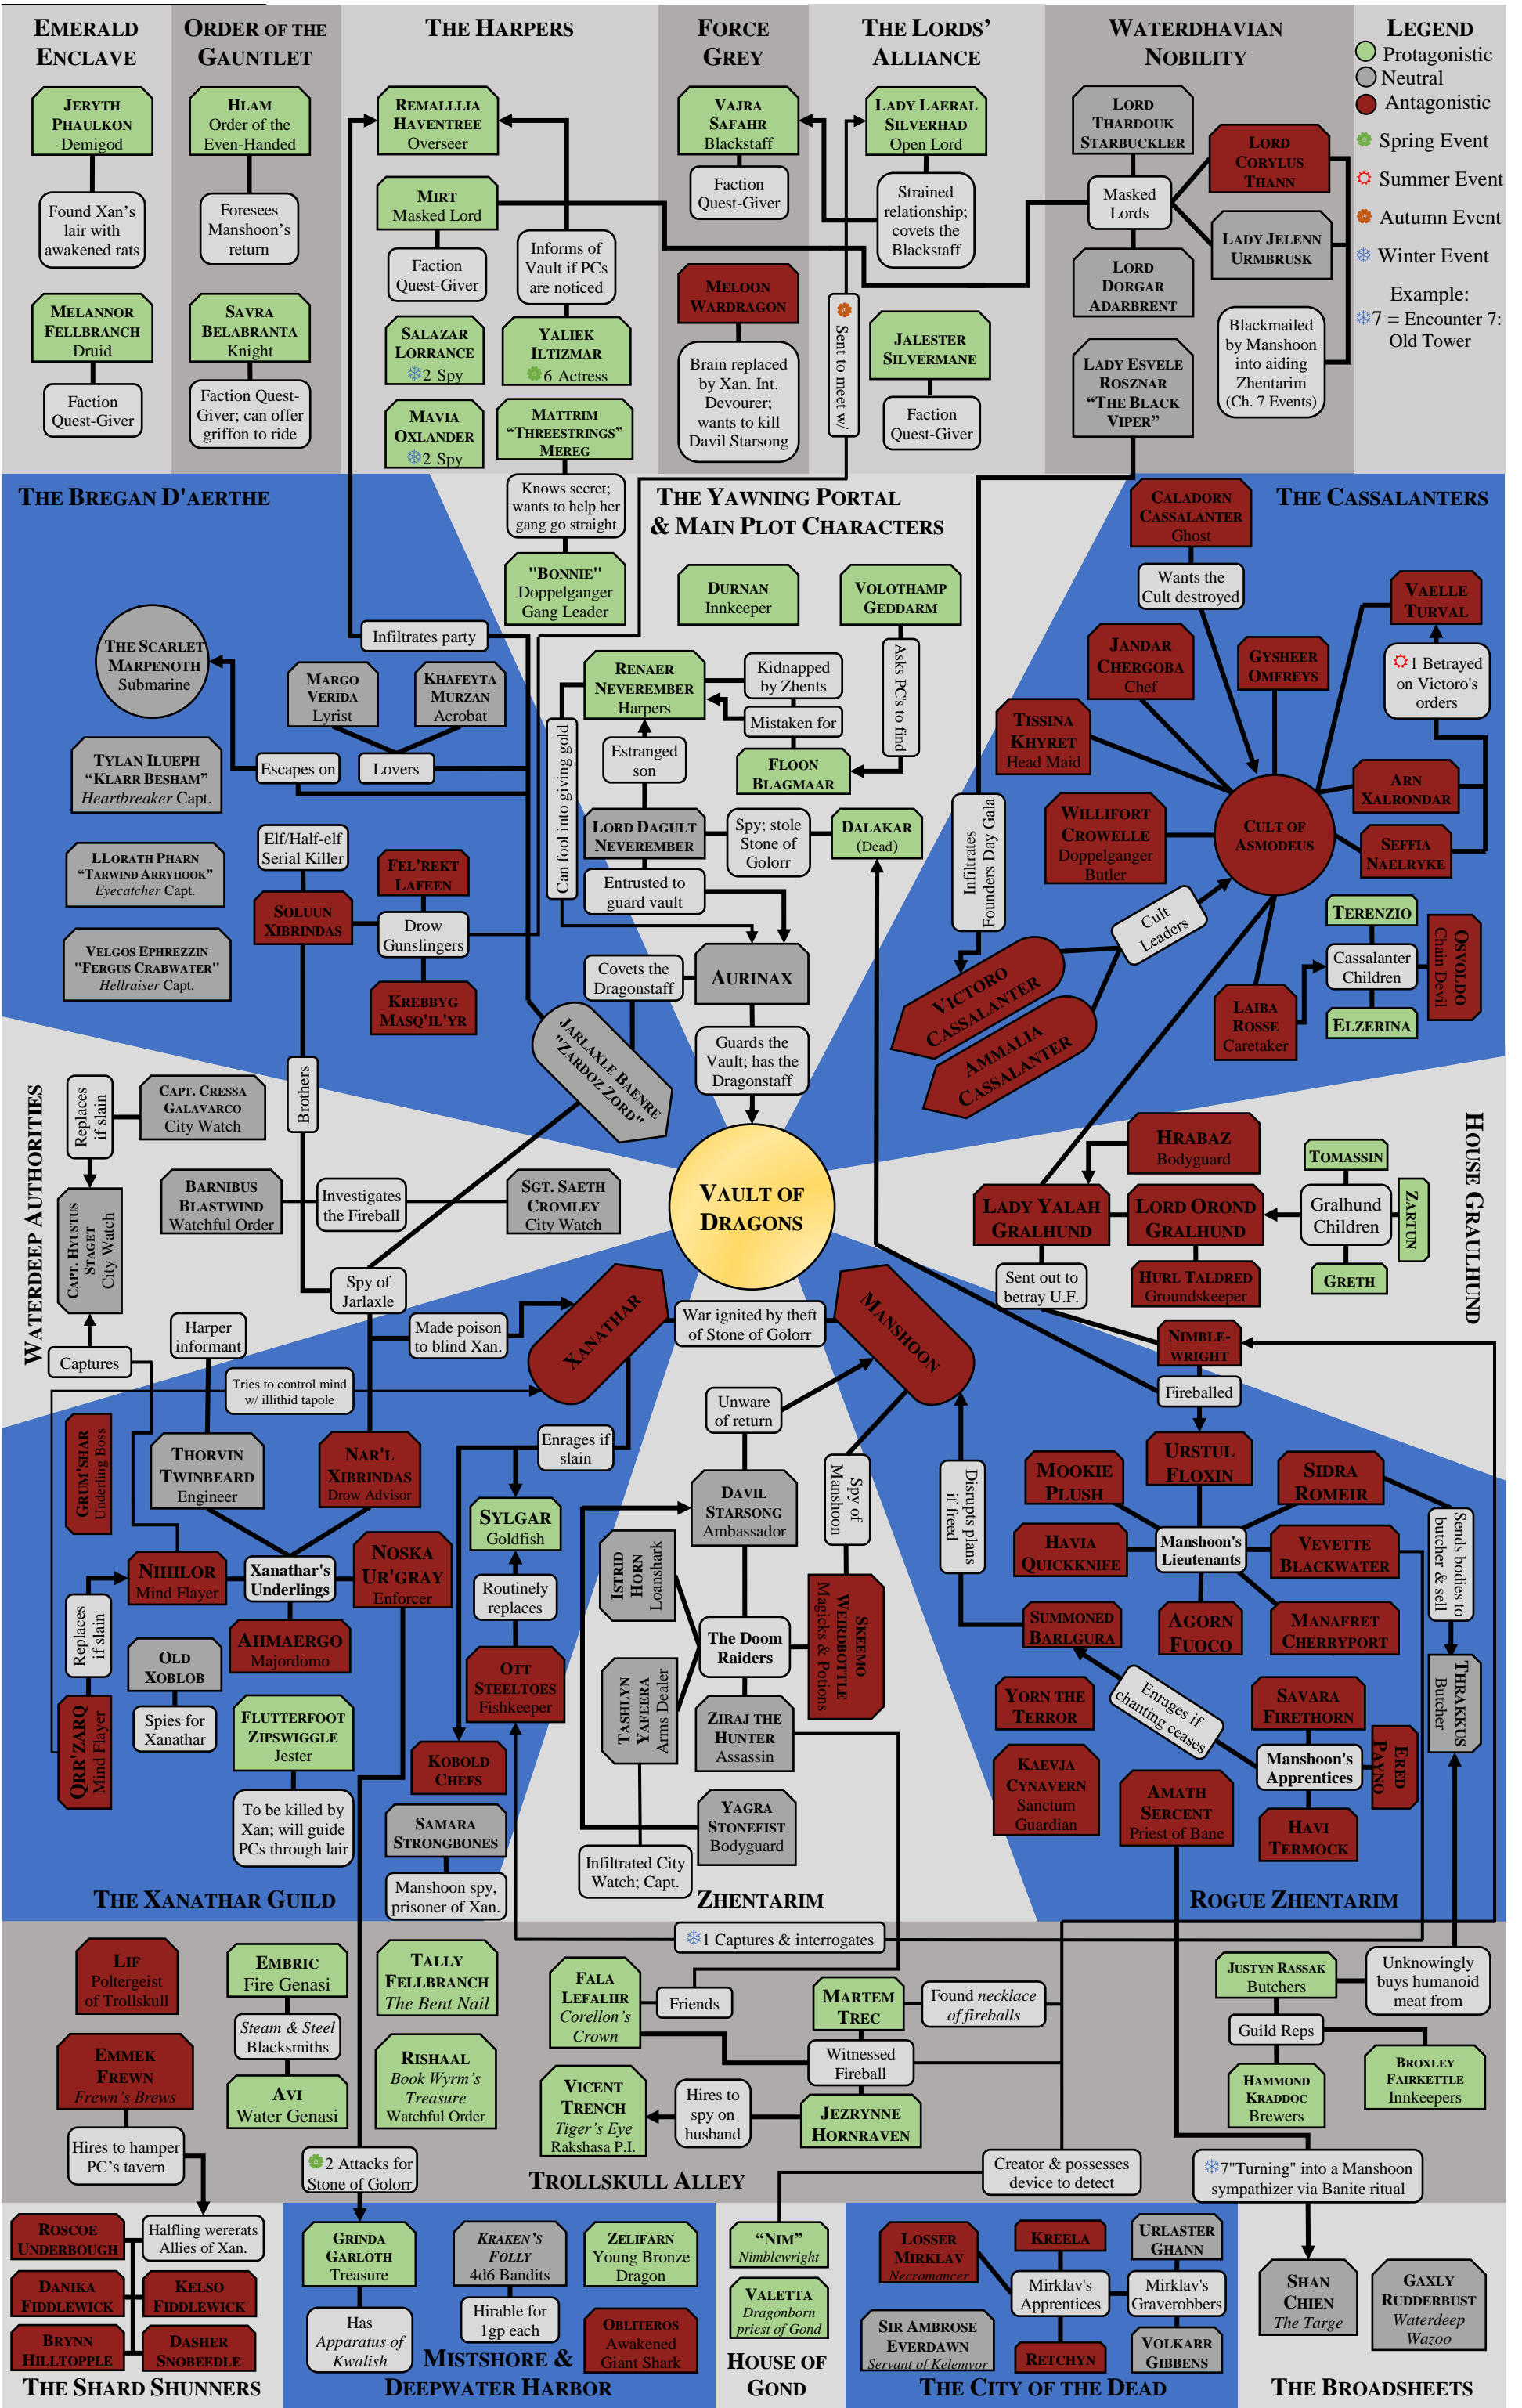 EMERALD
ENCLAVE
JERYTH
PHAULKON
Demigod
Found Xan's
lair with
awakened rats
MELANNOR
FELLBRANCH
Druid
Faction
Quest-Giver
ORDER OF THE
GAUNTLET
HLAM
Order of the
Even-Handed
Foresees
Manshoon's
return
SAVRA
BELABRANTA
Knight
Faction Quest-
Giver; can offer
griffon to ride
THE HARPERS
REMALLLIA
HAVENTREE
Overseer
MIRT
Masked Lord
Faction
Quest-Giver
Informs of
Vault if PCs
are noticed
SALAZAR
LORRANCE
2 Spy
YALIEK
ILTIZMAR
6 Actress
MAVIA
OXLANDER
2 Spy
MATTRIM
“THREESTRINGS”
MEREG
Knows secret;
wants to help her
gang go straight
"BONNIE"
Doppelganger
Gang Leader
FORCE
GREY
VAJRA
SAFAHR
Blackstaff
Faction
Quest-Giver
MELOON
WARDRAGON
Brain replaced
by Xan. Int.
Devourer;
wants to kill
Davil Starsong
THE LORDS'
ALLIANCE
LADY LAERAL
SILVERHAD
Open Lord
Strained
relationship;
covets the
Blackstaff
Sent to meet w/
JALESTER
SILVERMANE
Faction
Quest-Giver
WATERDHAVIAN
NOBILITY
LORD
THARDOUK
STARBUCKLER
LORD
CORYLUS
THANN
Masked
Lords
LADY JELENN
URMBRUSK
LORD
DORGAR
ADARBRENT
Blackmailed
by Manshoon
into aiding
Zhentarim
(Ch. 7 Events)
LADY ESVELE
ROSZNAR
“THE BLACK
VIPER”
LEGEND
Protagonistic
Neutral
Antagonistic
Spring Event
Summer Event
Autumn Event
Winter Event
Example:
7 = Encounter 7:
Old Tower
THE BREGAN D'AERTHE
Infiltrates party
THE SCARLET
MARPENOTH
Submarine
MARGO
VERIDA
Lyrist
KHAFEYTA
MURZAN
Acrobat
Escapes on
Lovers
TYLAN ILUEPH
“KLARR BESHAM”
Heartbreaker Capt.
LLORATH PHARN
“TARWIND ARRYHOOK”
Eyecatcher Capt.
VELGOS EPHREZZIN
"FERGUS CRABWATER"
Hellraiser Capt.
Elf/Half-elf
Serial Killer
SOLUUN
XIBRINDAS
FEL'REKT
LAFEEN
Drow
Gunslingers
KREBBYG
MASQ'IL'YR
JARLAXLE BAENRE
"ZARDOZ ZORD"
Brothers
THE YAWNING PORTAL
& MAIN PLOT CHARACTERS
DURNAN
Innkeeper
VOLOTHAMP
GEDDARM
Asks PC's to find
RENAER
NEVEREMBER
Harpers
Kidnapped
by Zhents
Mistaken for
FLOON
BLAGMAAR
Can fool into giving gold
Estranged
son
LORD DAGULT
NEVEREMBER
Spy; stole
Stone of
Golorr
DALAKAR
(Dead)
Entrusted to
guard vault
Covets the
Dragonstaff
AURINAX
Guards the
Vault; has the
Dragonstaff
VAULT OF
DRAGONS
THE CASSALANTERS
CALADORN
CASSALANTER
Ghost
Wants the
Cult destroyed
VAELLE
TURVAL
JANDAR
CHERGOBA
Chef
GYSHEER
OMFREYS
1 Betrayed
on Victoro's
orders
TISSINA
KHYRET
Head Maid
ARN
XALRONDAR
WILLIFORT
CROWELLE
Doppelganger
Butler
CULT OF
ASMODEUS
SEFFIA
NAELRYKE
Infiltrates
Founders Day Gala
Cult
Leaders
VICTORO
CASSALANTER
AMMALIA
CASSALANTER
TERENZIO
Cassalanter
Children
OSVOLDO
Chain Devil
LAIBA
ROSSE
Caretaker
ELZERINA
WATERDEEP AUTHORITIES
Replaces
if slain
CAPT. CRESSA
GALAVARCO
City Watch
CAPT. HYUSTUS
STAGET
City Watch
BARNIBUS
BLASTWIND
Watchful Order
Investigates
the Fireball
SGT. SAETH
CROMLEY
City Watch
Spy of
Jarlaxle
Captures
HOUSE GRAULHUND
HRABAZ
Bodyguard
LADY YALAH
GRALHUND
LORD OROND
GRALHUND
TOMASSIN
Gralhund
Children
ZARTUN
GRETH
Sent out to
betray U.F.
HURL TALDRED
Groundskeeper
NIMBLE-
WRIGHT
Fireballed
Harper
informant
Made poison
to blind Xan.
XANATHAR
War ignited by theft
of Stone of Golorr
MANSHOON
Tries to control mind
w/ illithid tapole
GRUM'SHAR
Underling Boss
THORVIN
TWINBEARD
Engineer
NAR'L
XIBRINDAS
Drow Advisor
Enrages if
slain
SYLGAR
Goldfish
NIHILOR
Mind Flayer
Xanathar's
Underlings
NOSKA
UR'GRAY
Enforcer
Routinely
replaces
Replaces
if slain
AHMAERGO
Majordomo
OLD
XOBLOB
Spies for
Xanathar
OTT
STEELTOES
Fishkeeper
QRR'ZARQ
Mind Flayer
FLUTTERFOOT
ZIPSWIGGLE
Jester
To be killed by
Xan; will guide
PCs through lair
KOBOLD
CHEFS
SAMARA
STRONGBONES
Manshoon spy,
prisoner of Xan.
THE XANATHAR GUILD
Unware
of return
DAVIL
STARSONG
Ambassador
Spy of
Manshoon
ISTRID
HORN
Loanshark
The Doom
Raiders
SKEEMO
WEIRDBOTTLE
Magicks & Potions
TASHLYN
YAFEERA
Arms Dealer
ZIRAJ THE
HUNTER
Assassin
YAGRA
STONEFIST
Bodyguard
Infiltrated City
Watch; Capt.
ZHENTARIM
Disrupts plans
if freed
MOOKIE
PLUSH
URSTUL
FLOXIN
SIDRA
ROMEIR
HAVIA
QUICKKNIFE
Manshoon's
Lieutenants
VEVETTE
BLACKWATER
Sends bodies to
butcher & sell
SUMMONED
BARLGURA
AGORN
FUOCO
MANAFRET
CHERRYPORT
THRAKKUS
Butcher
YORN THE
TERROR
Enrages if
chanting ceases
SAVARA
FIRETHORN
Manshoon's
Apprentices
ERED
PAYNO
KAEVJA
CYNAVERN
Sanctum
Guardian
AMATH
SERCENT
Priest of Bane
HAVI
TERMOCK
ROGUE ZHENTARIM
1 Captures & interrogates
LIF
Poltergeist
of Trollskull
EMBRIC
Fire Genasi
Steam & Steel
Blacksmiths
AVI
Water Genasi
TALLY
FELLBRANCH
The Bent Nail
EMMEK
FREWN
Frewn's Brews
RISHAAL
Book Wyrm's
Treasure
Watchful Order
Hires to hamper
PC's tavern
2 Attacks for
Stone of Golorr
FALA
LEFALIIR
Corellon's
Crown
Friends
MARTEM
TREC
Found necklace
of fireballs
Witnessed
Fireball
VICENT
TRENCH
Tiger's Eye
Rakshasa P.I.
Hires to
spy on
husband
JEZRYNNE
HORNRAVEN
TROLLSKULL ALLEY
Creator & possesses
device to detect
JUSTYN RASSAK
Butchers
Unknowingly
buys humanoid
meat from
Guild Reps
HAMMOND
KRADDOC
Brewers
BROXLEY
FAIRKETTLE
Innkeepers
7"Turning" into a Manshoon
sympathizer via Banite ritual
ROSCOE
UNDERBOUGH
Halfling wererats
Allies of Xan.
DANIKA
FIDDLEWICK
KELSO
FIDDLEWICK
BRYNN
HILLTOPPLE
DASHER
SNOBEEDLE
THE SHARD SHUNNERS
GRINDA
GARLOTH
Treasure
Has
Apparatus of
Kwalish
KRAKEN'S
FOLLY
4d6 Bandits
Hirable for
1gp each
ZELIFARN
Young Bronze
Dragon
OBLITEROS
Awakened
Giant Shark
MISTSHORE &
DEEPWATER HARBOR
“NIM”
Nimblewright
VALETTA
Dragonborn
priest of Gond
HOUSE OF
GOND
LOSSER
MIRKLAV
Necromancer
KREELA
URLASTER
GHANN
Mirklav's
Apprentices
Mirklav's
Graverobbers
SIR AMBROSE
EVERDAWN
Servant of Kelemvor
RETCHYN
VOLKARR
GIBBENS
THE CITY OF THE DEAD
SHAN
CHIEN
The Targe
GAXLY
RUDDERBUST
Waterdeep
Wazoo
THE BROADSHEETS